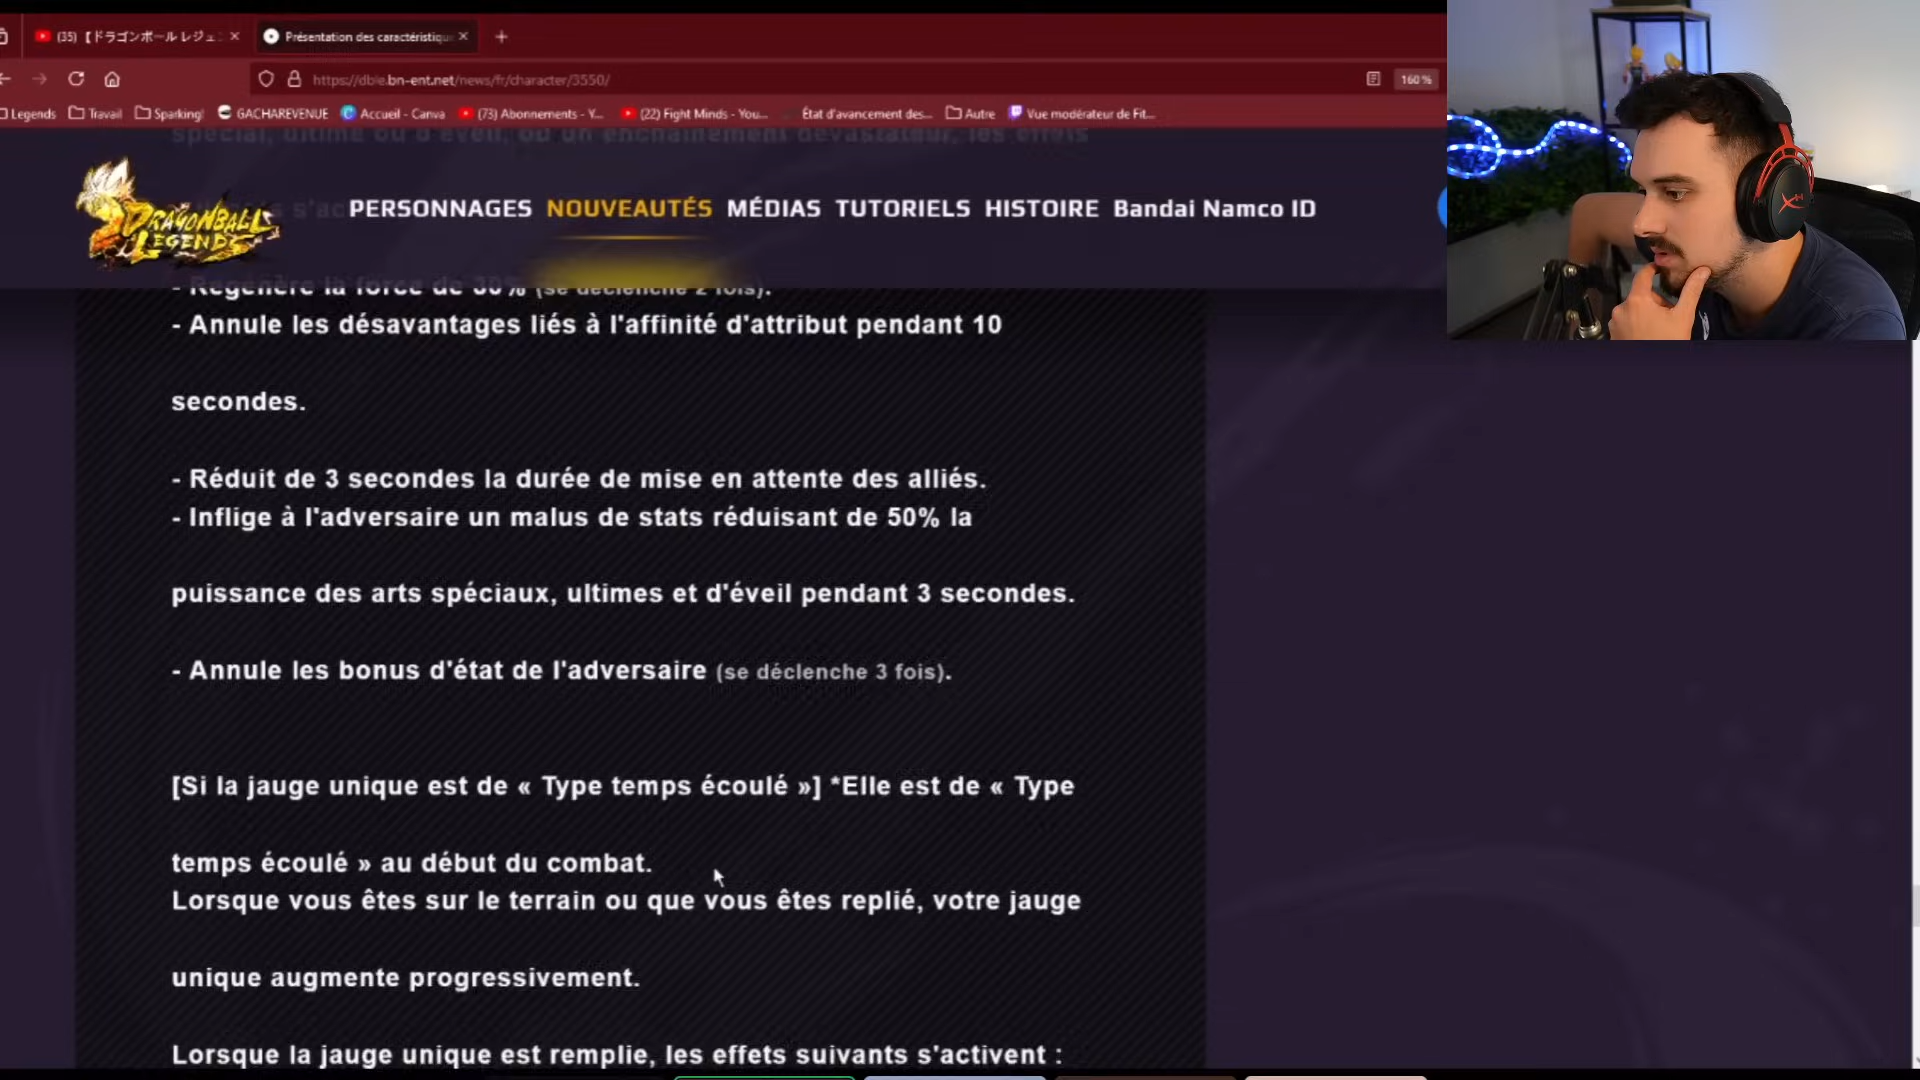 (35)【ドラゴンボール レジェ
Présentation des caractéristiqu
https://dble.bn-ent.net/news/fr/character/3550/
160 %
Legends
Travail
Sparking!
GACHAREVENUE
Accueil - Canva
(73) Abonnements - Y...
(22) Fight Minds - You...
État d'avancement des...
Autre
Vue modérateur de Fit...
spécial, ultime ou d'éveil, ou un enchaînement dévastateur, les effets
DRAGONBALL
LEGENDS
PERSONNAGES NOUVEAUTÉS MÉDIAS TUTORIELS HISTOIRE Bandai Namco ID
- Régénère la force de 30% (se déclenche 2 fois).
- Annule les désavantages liés à l'affinité d'attribut pendant 10
secondes.
- Réduit de 3 secondes la durée de mise en attente des alliés.
- Inflige à l'adversaire un malus de stats réduisant de 50% la
puissance des arts spéciaux, ultimes et d'éveil pendant 3 secondes.
- Annule les bonus d'état de l'adversaire (se déclenche 3 fois).
[Si la jauge unique est de « Type temps écoulé »] *Elle est de « Type
temps écoulé » au début du combat.
Lorsque vous êtes sur le terrain ou que vous êtes replié, votre jauge
unique augmente progressivement.
Lorsque la jauge unique est remplie, les effets suivants s'activent :